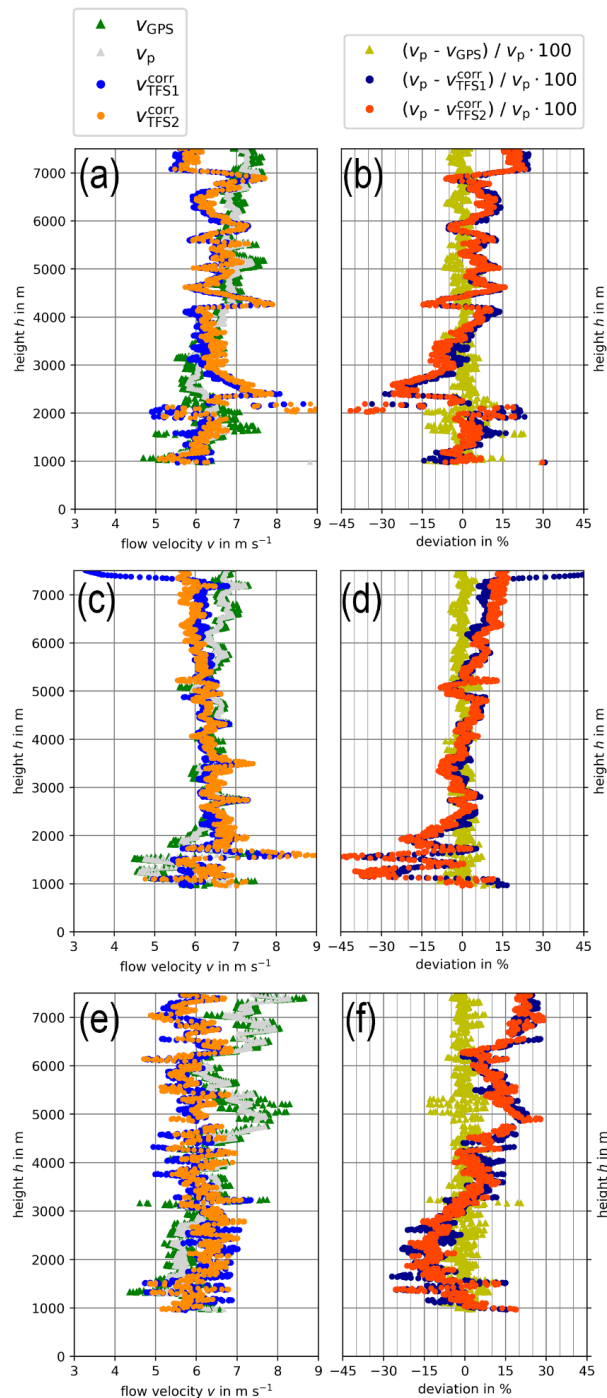 v_GPS
v_p
v_TFS1^corr
v_TFS2^corr
(v_p - v_GPS) / v_p · 100
(v_p - v_TFS1^corr) / v_p · 100
(v_p - v_TFS2^corr) / v_p · 100
(a)
(b)
7000
6000
5000
4000
3000
2000
1000
0
height h in m
height h in m
3 4 5 6 7 8 9
−45 −30 −15 0 15 30 45
flow velocity v in m s⁻¹
deviation in %
(c)
(d)
7000
6000
5000
4000
3000
2000
1000
0
height h in m
height h in m
3 4 5 6 7 8 9
−45 −30 −15 0 15 30 45
flow velocity v in m s⁻¹
deviation in %
(e)
(f)
7000
6000
5000
4000
3000
2000
1000
0
height h in m
height h in m
3 4 5 6 7 8 9
−45 −30 −15 0 15 30 45
flow velocity v in m s⁻¹
deviation in %